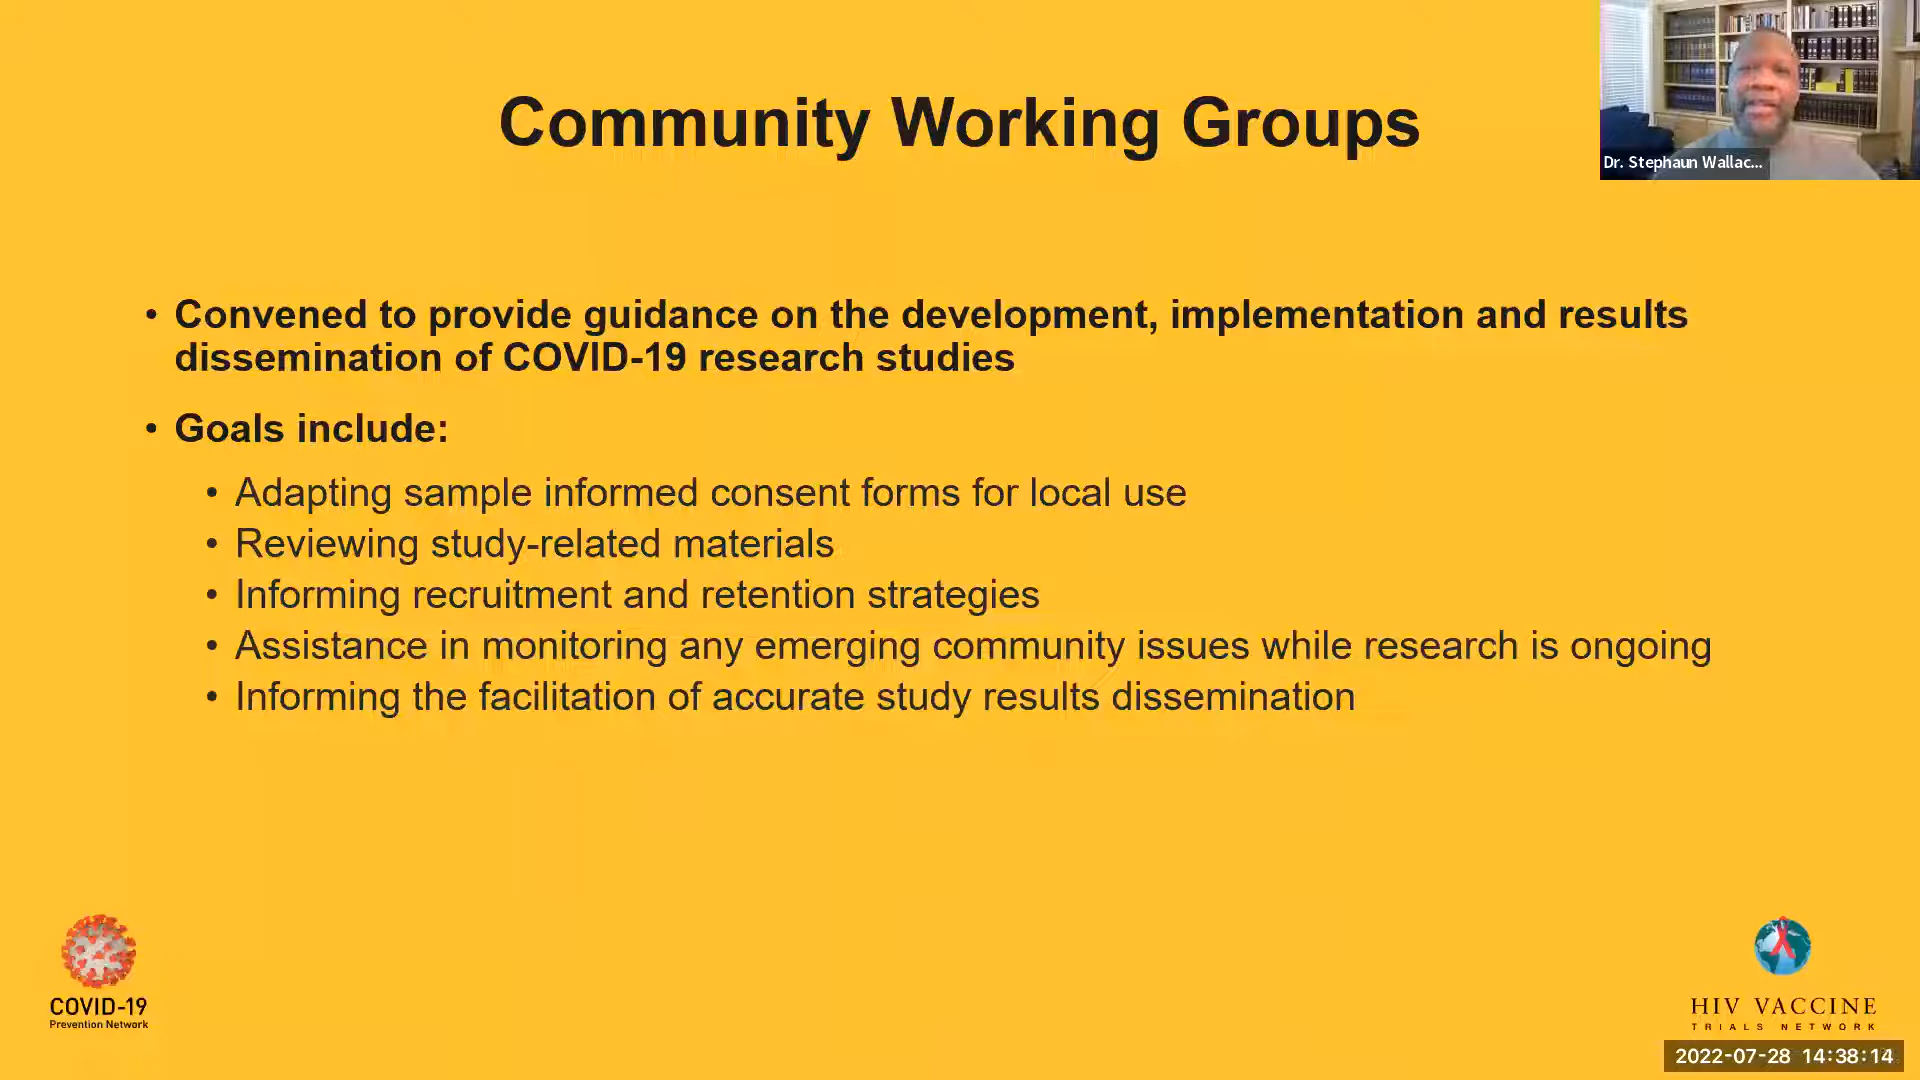 Community Working Groups
Dr. Stephaun Wallac...
• Convened to provide guidance on the development, implementation and results
dissemination of COVID-19 research studies
• Goals include:
• Adapting sample informed consent forms for local use
• Reviewing study-related materials
• Informing recruitment and retention strategies
• Assistance in monitoring any emerging community issues while research is ongoing
• Informing the facilitation of accurate study results dissemination
COVID-19
Prevention Network
HIV VACCINE
TRIALS NETWORK
2022-07-28 14:38:14